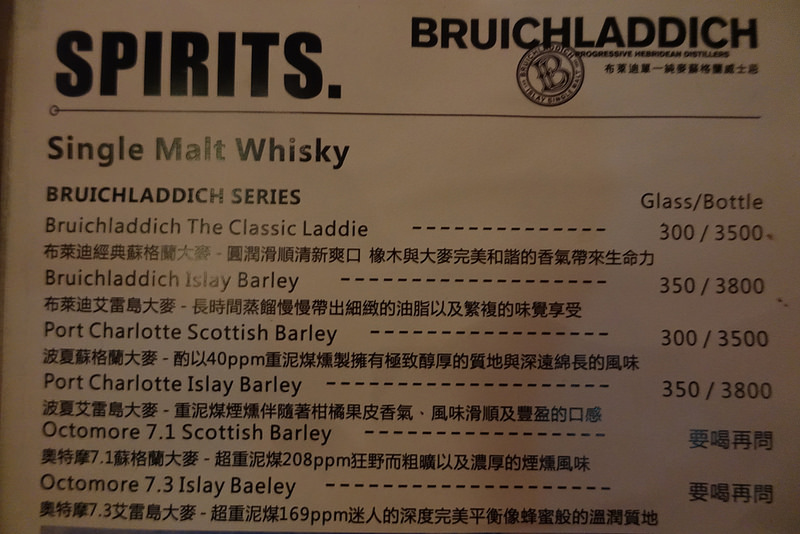 SPIRITS.
BRUICHLADDICH
PROGRESSIVE HEBRIDEAN DISTILLERS
布萊迪單一純麥蘇格蘭威士忌
Single Malt Whisky
BRUICHLADDICH SERIES
Glass/Bottle
Bruichladdich The Classic Laddie ---------------- 300 / 3500
布萊迪經典蘇格蘭大麥 - 圓潤滑順清新爽口 橡木與大麥完美和諧的香氣帶來生命力
Bruichladdich Islay Barley ---------------- 350 / 3800
布萊迪艾雷島大麥 - 長時間蒸餾慢慢帶出細緻的油脂以及繁複的味覺享受
Port Charlotte Scottish Barley ---------------- 300 / 3500
波夏蘇格蘭大麥 - 酌以40ppm重泥煤燻製擁有極致醇厚的質地與深遠綿長的風味
Port Charlotte Islay Barley ---------------- 350 / 3800
波夏艾雷島大麥 - 重泥煤煙燻伴隨著柑橘果皮香氣、風味滑順及豐盈的口感
Octomore 7.1 Scottish Barley ---------------- 要喝再問
奧特摩7.1蘇格蘭大麥 - 超重泥煤208ppm狂野而粗曠以及濃厚的煙燻風味
Octomore 7.3 Islay Baeley ---------------- 要喝再問
奧特摩7.3艾雷島大麥 - 超重泥煤169ppm迷人的深度完美平衡像蜂蜜般的溫潤質地